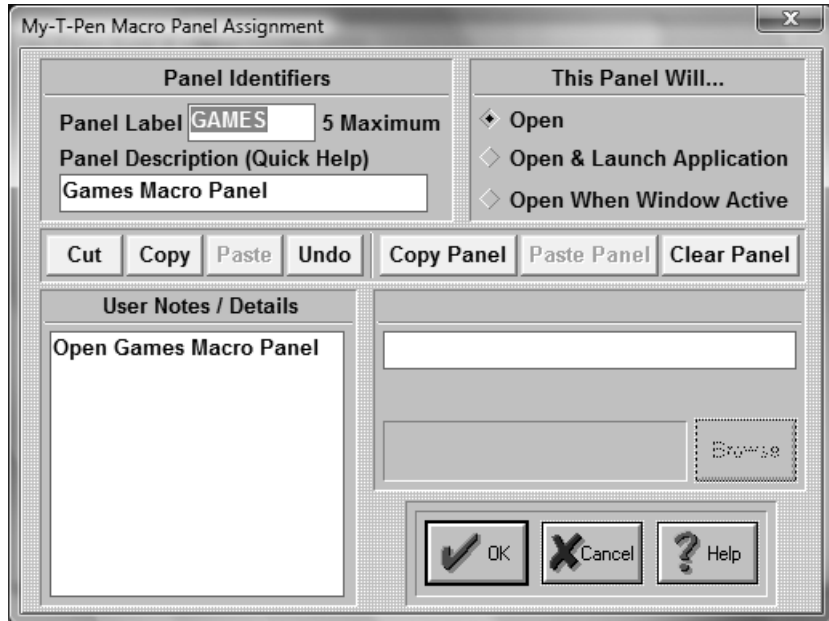 My-T-Pen Macro Panel Assignment
Panel Identifiers
Panel Label GAMES 5 Maximum
Panel Description (Quick Help)
Games Macro Panel
This Panel Will...
Open
Open & Launch Application
Open When Window Active
Cut Copy Paste Undo Copy Panel Paste Panel Clear Panel
User Notes / Details
Open Games Macro Panel
Browse
OK Cancel Help